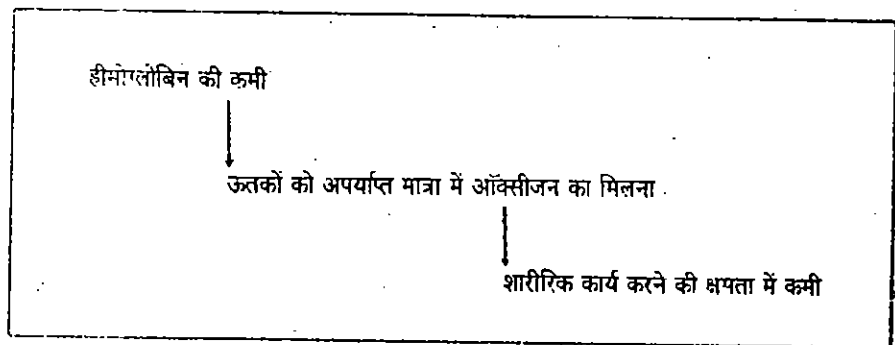 हीमोग्लोबिन की कमी
ऊतकों को अपर्याप्त मात्रा में ऑक्सीजन का मिलना
शारीरिक कार्य करने की क्षमता में कमी